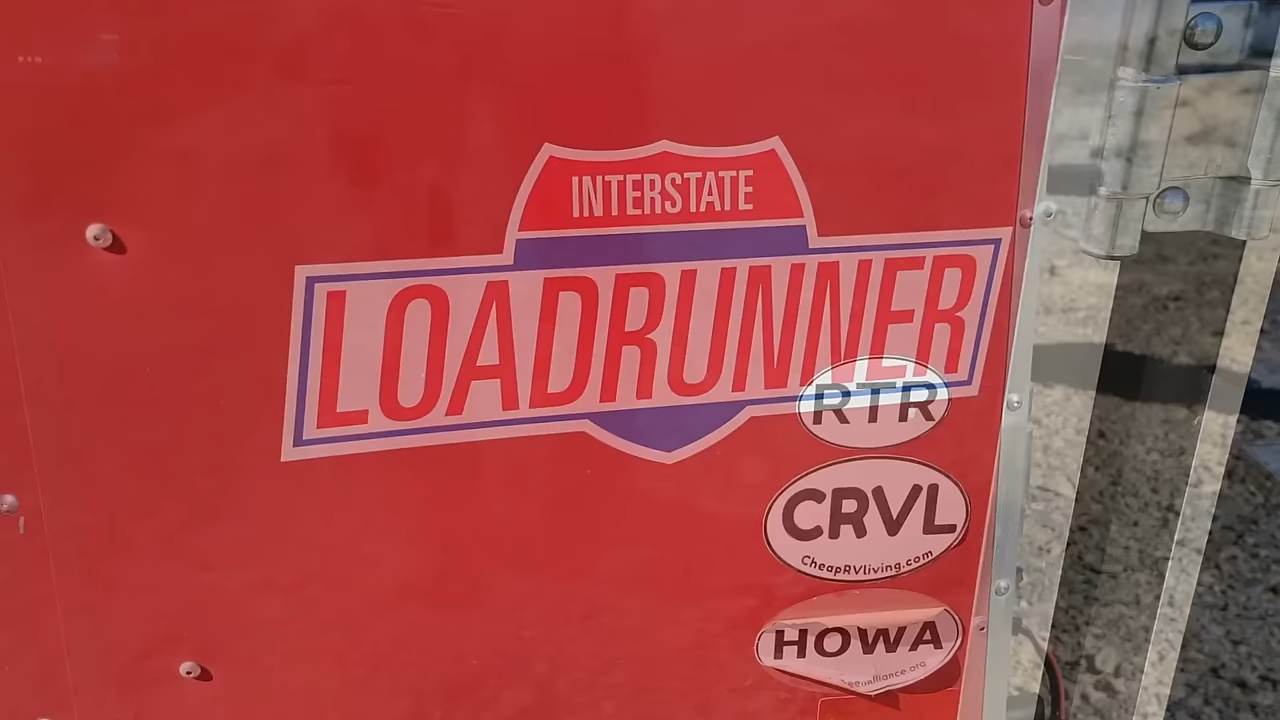 INTERSTATE
LOADRUNNER
RTR
CRVL
CheapRVliving.com
HOWA